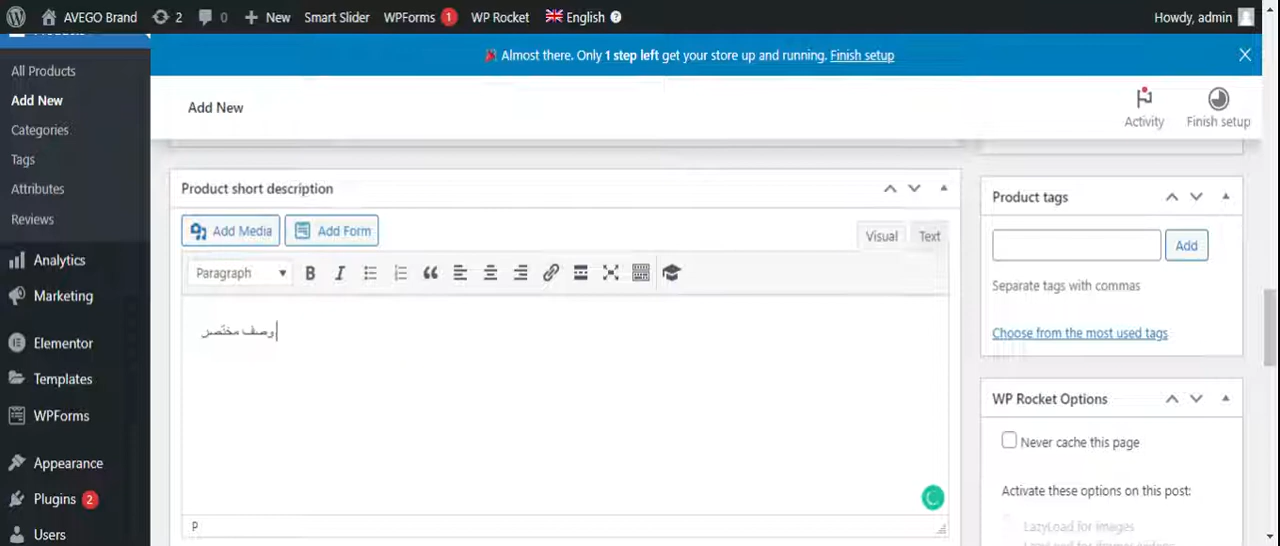 AVEGO Brand
2
0
New
Smart Slider
WPForms 1
WP Rocket
English
Howdy, admin
Almost there. Only 1 step left get your store up and running. Finish setup
All Products
Add New
Categories
Tags
Attributes
Reviews
Analytics
Marketing
Elementor
Templates
WPForms
Appearance
Plugins 2
Users
Add New
Activity
Finish setup
Product short description
Add Media
Add Form
Visual
Text
Paragraph
وصف مختصر
P
Product tags
Add
Separate tags with commas
Choose from the most used tags
WP Rocket Options
Never cache this page
Activate these options on this post:
LazyLoad for images